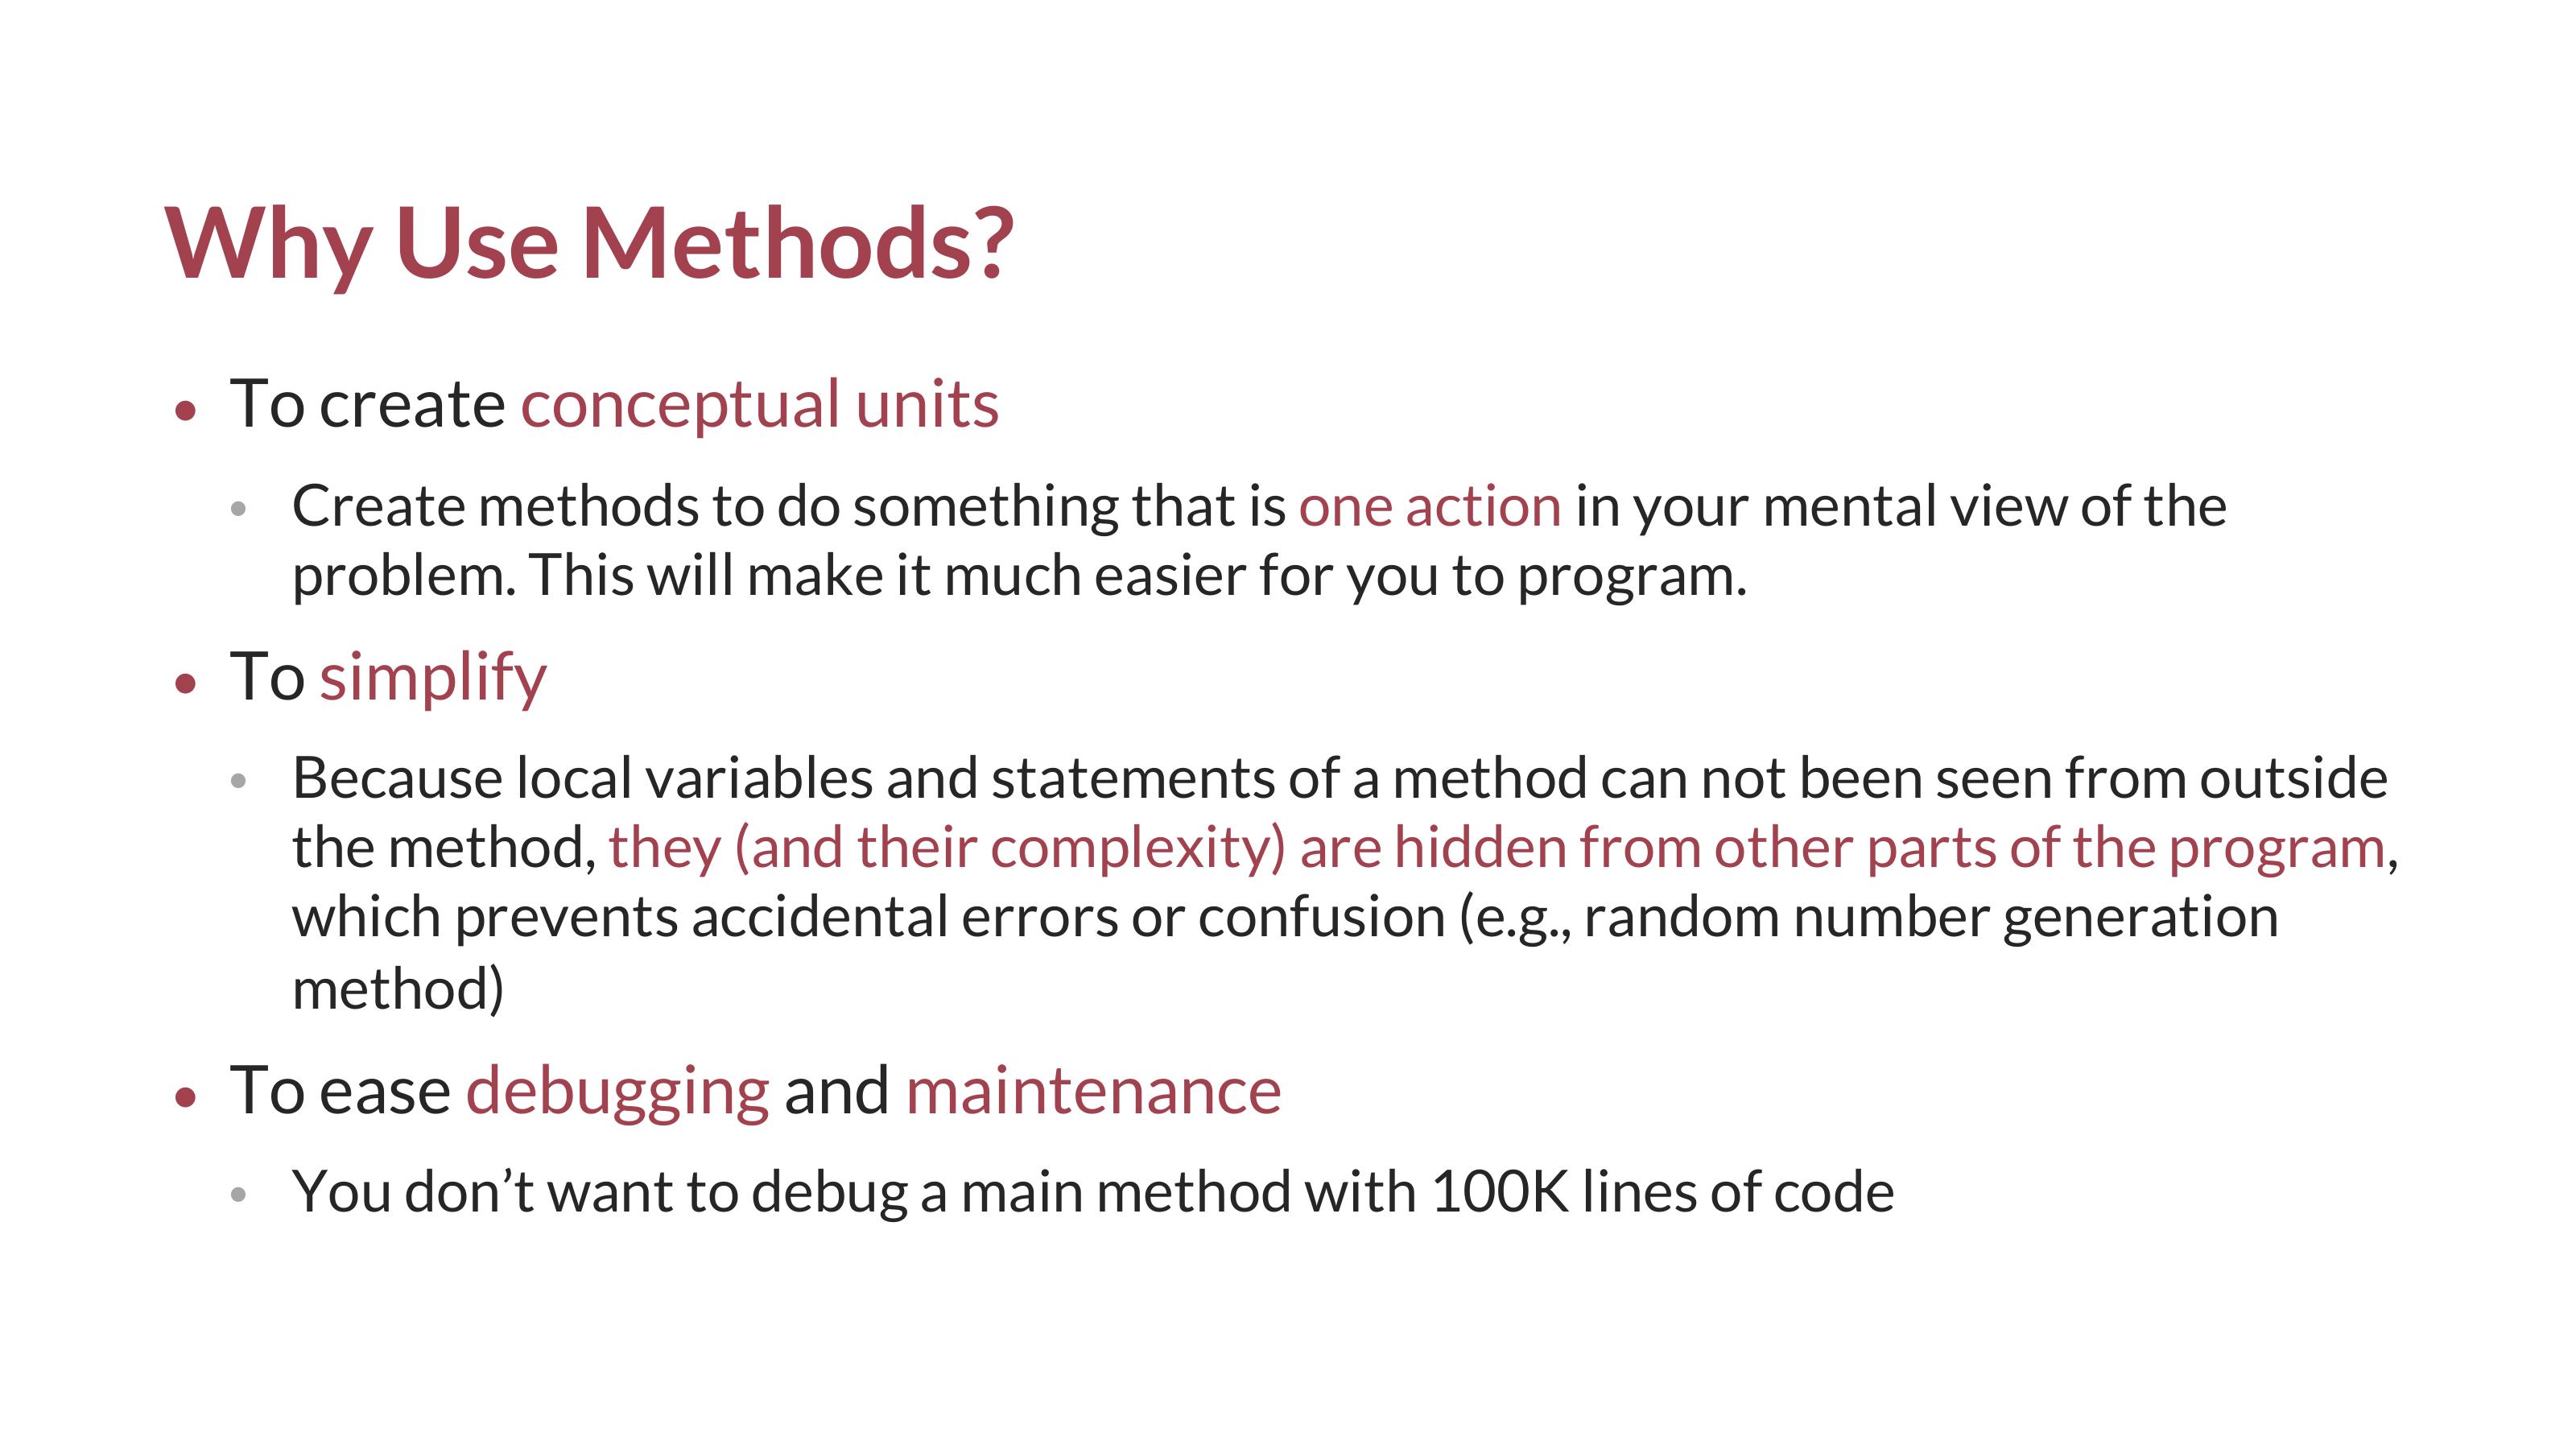 Why Use Methods?
• To create conceptual units
• Create methods to do something that is one action in your mental view of the
problem. This will make it much easier for you to program.
• To simplify
• Because local variables and statements of a method can not been seen from outside
the method, they (and their complexity) are hidden from other parts of the program,
which prevents accidental errors or confusion (e.g., random number generation
method)
• To ease debugging and maintenance
• You don’t want to debug a main method with 100K lines of code